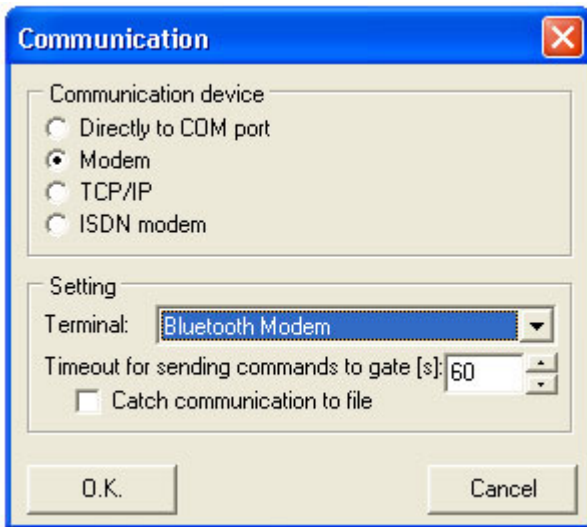 Communication
Communication device
Directly to COM port
Modem
TCP/IP
ISDN modem
Setting
Terminal: Bluetooth Modem
Timeout for sending commands to gate [s]: 60
Catch communication to file
O.K. Cancel